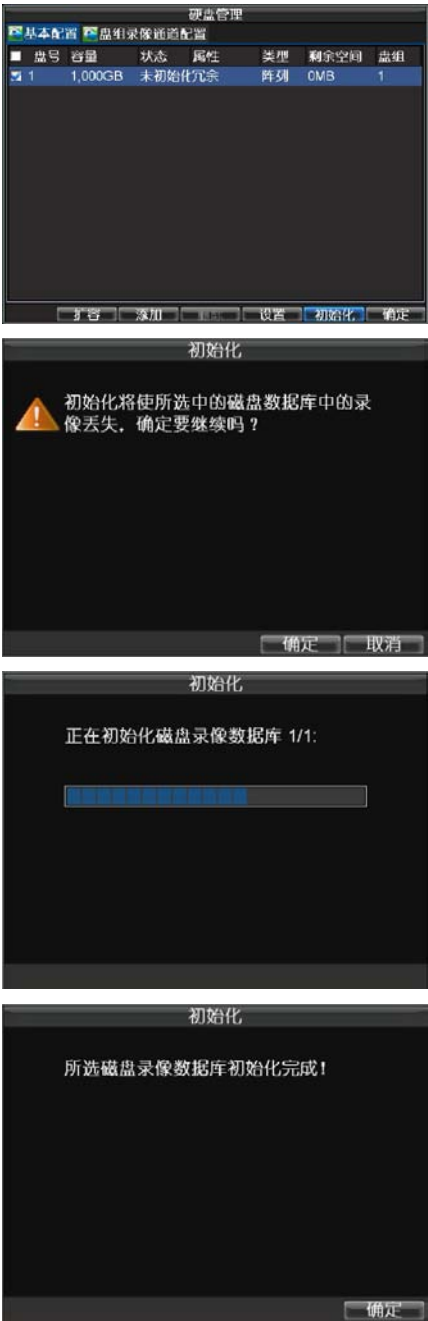 硬盘管理
基本配置 盘组录像通道配置
盘号 容量 状态 属性 类型 剩余空间 盘组
1 1,000GB 未初始化冗余 阵列 0MB 1
扩容 添加 设置 初始化 确定
初始化
初始化将使所选中的磁盘数据库中的录
像丢失，确定要继续吗？
确定 取消
初始化
正在初始化磁盘录像数据库 1/1:
初始化
所选磁盘录像数据库初始化完成！
确定